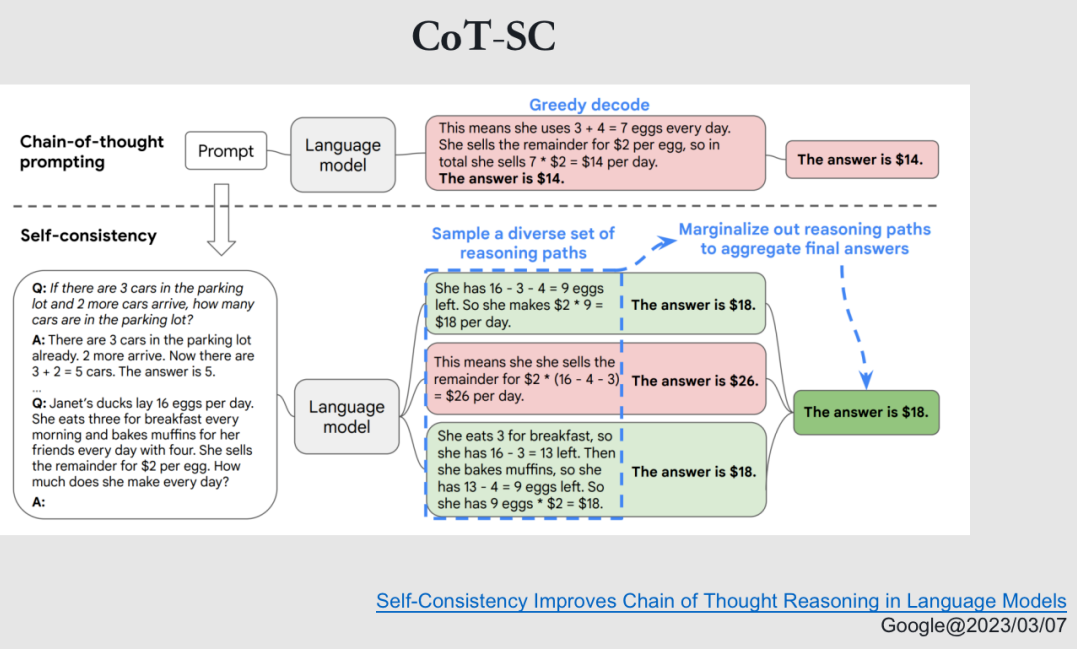 CoT-SC
Greedy decode
Chain-of-thought
prompting
Prompt
Language
model
This means she uses 3 + 4 = 7 eggs every day.
She sells the remainder for $2 per egg, so in
total she sells 7 * $2 = $14 per day.
The answer is $14.
The answer is $14.
Self-consistency
Sample a diverse set of
reasoning paths
Marginalize out reasoning paths
to aggregate final answers
Q: If there are 3 cars in the parking
lot and 2 more cars arrive, how many
cars are in the parking lot?
A: There are 3 cars in the parking lot
already. 2 more arrive. Now there are
3 + 2 = 5 cars. The answer is 5.
...
Q: Janet's ducks lay 16 eggs per day.
She eats three for breakfast every
morning and bakes muffins for her
friends every day with four. She sells
the remainder for $2 per egg. How
much does she make every day?
A:
Language
model
She has 16 - 3 - 4 = 9 eggs
left. So she makes $2 * 9 =
$18 per day.
The answer is $18.
This means she she sells the
remainder for $2 * (16 - 4 - 3)
= $26 per day.
The answer is $26.
She eats 3 for breakfast, so
she has 16 - 3 = 13 left. Then
she bakes muffins, so she
has 13 - 4 = 9 eggs left. So
she has 9 eggs * $2 = $18.
The answer is $18.
The answer is $18.
Self-Consistency Improves Chain of Thought Reasoning in Language Models
Google@2023/03/07